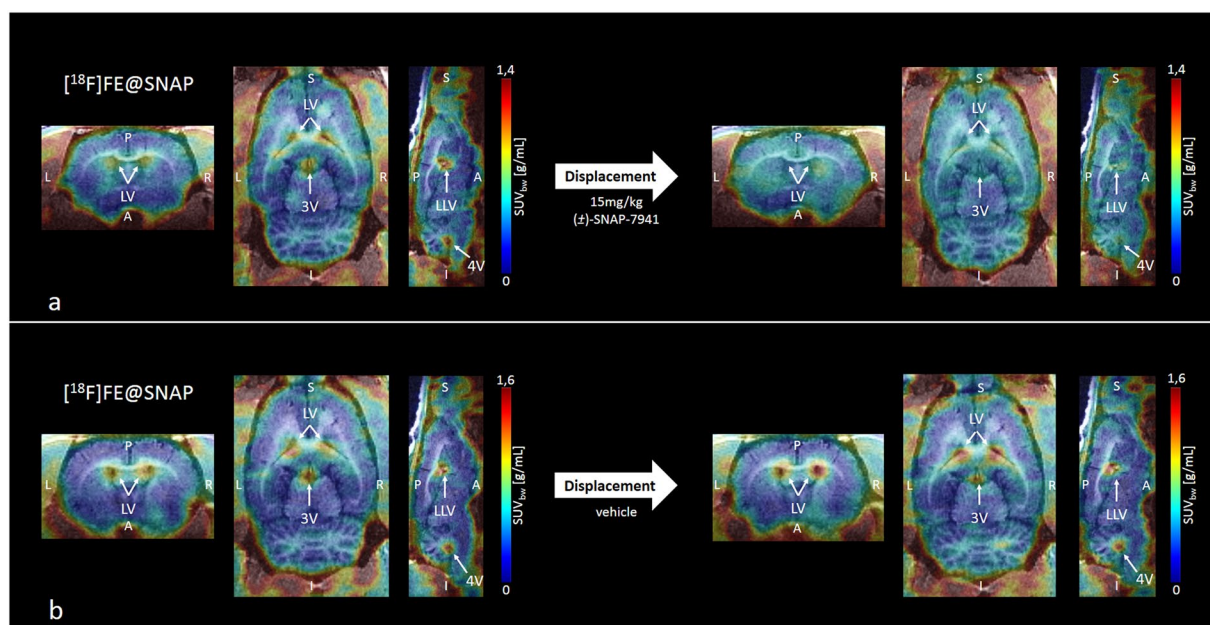 [¹⁸F]FE@SNAP
P
L
R
LV
A
S
LV
L
R
3V
I
S
P
A
LLV
4V
I
1,4
SUVbw [g/mL]
0
Displacement
15mg/kg
(±)-SNAP-7941
P
L
R
LV
A
S
LV
L
R
3V
I
S
P
A
LLV
4V
I
1,4
SUVbw [g/mL]
0
a
[¹⁸F]FE@SNAP
P
L
R
LV
A
S
LV
L
R
3V
I
S
P
A
LLV
4V
I
1,6
SUVbw [g/mL]
0
Displacement
vehicle
P
L
R
LV
A
S
LV
L
R
3V
I
S
P
A
LLV
4V
I
1,6
SUVbw [g/mL]
0
b